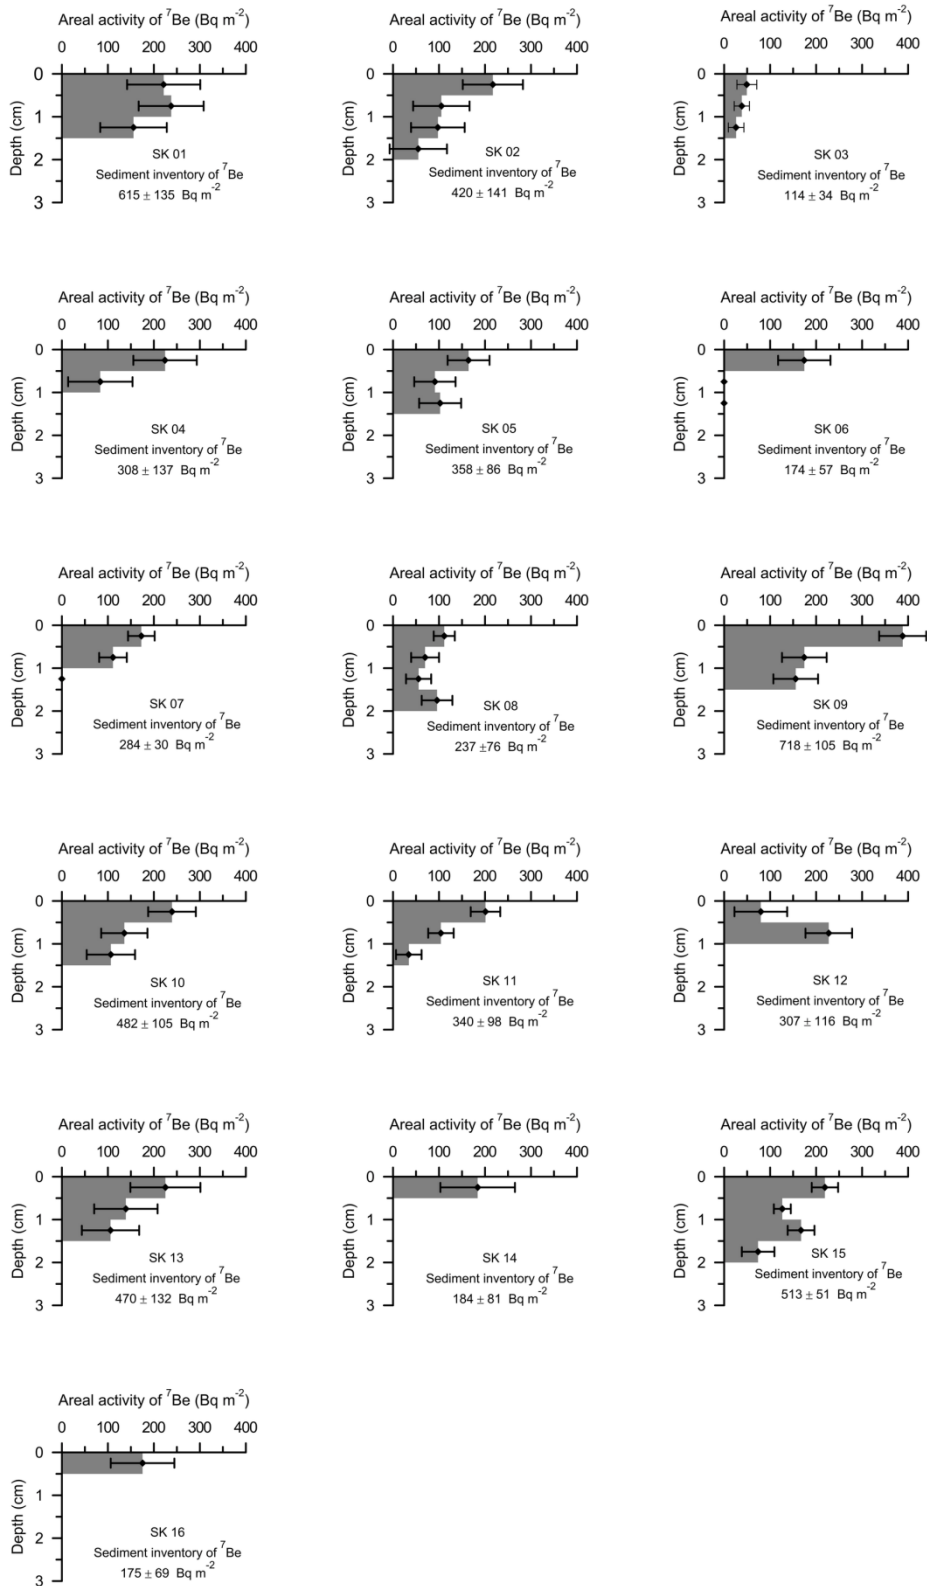 Areal activity of ⁷Be (Bq m⁻²)
0 100 200 300 400
Depth (cm)
0
1
2
3
SK 01
Sediment inventory of ⁷Be
615 ± 135 Bq m⁻²
Areal activity of ⁷Be (Bq m⁻²)
0 100 200 300 400
Depth (cm)
0
1
2
3
SK 02
Sediment inventory of ⁷Be
420 ± 141 Bq m⁻²
Areal activity of ⁷Be (Bq m⁻²)
0 100 200 300 400
Depth (cm)
0
1
2
3
SK 03
Sediment inventory of ⁷Be
114 ± 34 Bq m⁻²
Areal activity of ⁷Be (Bq m⁻²)
0 100 200 300 400
Depth (cm)
0
1
2
3
SK 04
Sediment inventory of ⁷Be
308 ± 137 Bq m⁻²
Areal activity of ⁷Be (Bq m⁻²)
0 100 200 300 400
Depth (cm)
0
1
2
3
SK 05
Sediment inventory of ⁷Be
358 ± 86 Bq m⁻²
Areal activity of ⁷Be (Bq m⁻²)
0 100 200 300 400
Depth (cm)
0
1
2
3
SK 06
Sediment inventory of ⁷Be
174 ± 57 Bq m⁻²
Areal activity of ⁷Be (Bq m⁻²)
0 100 200 300 400
Depth (cm)
0
1
2
3
SK 07
Sediment inventory of ⁷Be
284 ± 30 Bq m⁻²
Areal activity of ⁷Be (Bq m⁻²)
0 100 200 300 400
Depth (cm)
0
1
2
3
SK 08
Sediment inventory of ⁷Be
237 ±76 Bq m⁻²
Areal activity of ⁷Be (Bq m⁻²)
0 100 200 300 400
Depth (cm)
0
1
2
3
SK 09
Sediment inventory of ⁷Be
718 ± 105 Bq m⁻²
Areal activity of ⁷Be (Bq m⁻²)
0 100 200 300 400
Depth (cm)
0
1
2
3
SK 10
Sediment inventory of ⁷Be
482 ± 105 Bq m⁻²
Areal activity of ⁷Be (Bq m⁻²)
0 100 200 300 400
Depth (cm)
0
1
2
3
SK 11
Sediment inventory of ⁷Be
340 ± 98 Bq m⁻²
Areal activity of ⁷Be (Bq m⁻²)
0 100 200 300 400
Depth (cm)
0
1
2
3
SK 12
Sediment inventory of ⁷Be
307 ± 116 Bq m⁻²
Areal activity of ⁷Be (Bq m⁻²)
0 100 200 300 400
Depth (cm)
0
1
2
3
SK 13
Sediment inventory of ⁷Be
470 ± 132 Bq m⁻²
Areal activity of ⁷Be (Bq m⁻²)
0 100 200 300 400
Depth (cm)
0
1
2
3
SK 14
Sediment inventory of ⁷Be
184 ± 81 Bq m⁻²
Areal activity of ⁷Be (Bq m⁻²)
0 100 200 300 400
Depth (cm)
0
1
2
3
SK 15
Sediment inventory of ⁷Be
513 ± 51 Bq m⁻²
Areal activity of ⁷Be (Bq m⁻²)
0 100 200 300 400
Depth (cm)
0
1
2
3
SK 16
Sediment inventory of ⁷Be
175 ± 69 Bq m⁻²